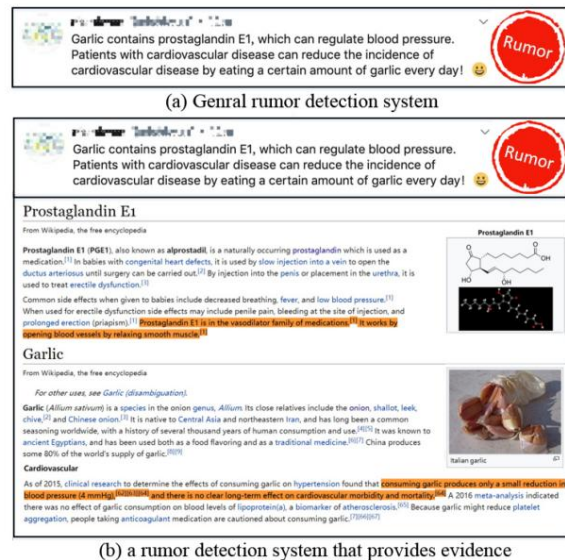 Garlic contains prostaglandin E1, which can regulate blood pressure.
Patients with cardiovascular disease can reduce the incidence of
cardiovascular disease by eating a certain amount of garlic every day!
Rumor
(a) Genral rumor detection system
Garlic contains prostaglandin E1, which can regulate blood pressure.
Patients with cardiovascular disease can reduce the incidence of
cardiovascular disease by eating a certain amount of garlic every day!
Rumor
Prostaglandin E1
From Wikipedia, the free encyclopedia
Prostaglandin E1 (PGE1), also known as alprostadil, is a naturally occurring prostaglandin which is used as a
medication.[1] In babies with congenital heart defects, it is used by slow injection into a vein to open the
ductus arteriosus until surgery can be carried out.[2] By injection into the penis or placement in the urethra, it is
used to treat erectile dysfunction.[3]
Common side effects when given to babies include decreased breathing, fever, and low blood pressure.[3]
When used for erectile dysfunction side effects may include penile pain, bleeding at the site of injection, and
prolonged erection (priapism).[1] Prostaglandin E1 is in the vasodilator family of medications.[1] It works by
opening blood vessels by relaxing smooth muscle.[1]
Prostaglandin E1
O
OH
HO
HO
Garlic
From Wikipedia, the free encyclopedia
For other uses, see Garlic (disambiguation).
Garlic (Allium sativum) is a species in the onion genus, Allium. Its close relatives include the onion, shallot, leek,
chive,[2] and Chinese onion.[3] It is native to Central Asia and northeastern Iran, and has long been a common
seasoning worldwide, with a history of several thousand years of human consumption and use.[4][5] It was known to
ancient Egyptians, and has been used both as a food flavoring and as a traditional medicine.[6][7] China produces
some 80% of the world's supply of garlic.[8][9]
Italian garlic
Cardiovascular
As of 2015, clinical research to determine the effects of consuming garlic on hypertension found that consuming garlic produces only a small reduction in
blood pressure (4 mmHg),[62][63][64] and there is no clear long-term effect on cardiovascular morbidity and mortality.[64] A 2016 meta-analysis indicated
there was no effect of garlic consumption on blood levels of lipoprotein(a), a biomarker of atherosclerosis.[65] Because garlic might reduce platelet
aggregation, people taking anticoagulant medication are cautioned about consuming garlic.[7][66][67]
(b) a rumor detection system that provides evidence